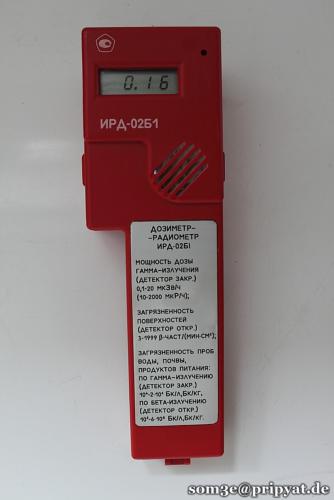 0.16
ИРД-02Б1
ДОЗИМЕТР-
-РАДИОМЕТР
ИРД-02Б1
МОЩНОСТЬ ДОЗЫ
ГАММА-ИЗЛУЧЕНИЯ
(ДЕТЕКТОР ЗАКР.)
0,1-20 МКЗВ/Ч
(10-2000 МКР/Ч);
ЗАГРЯЗНЕННОСТЬ
ПОВЕРХНОСТЕЙ
(ДЕТЕКТОР ОТКР.)
3-1999 β-ЧАСТ/(МИН·СМ²),
ЗАГРЯЗНЕННОСТЬ ПРОБ
ВОДЫ, ПОЧВЫ,
ПРОДУКТОВ ПИТАНИЯ:
ПО ГАММА-ИЗЛУЧЕНИЮ
(ДЕТЕКТОР ЗАКР.)
БК/Л,БК/КГ;
ПО БЕТА-ИЗЛУЧЕНИЮ
(ДЕТЕКТОР ОТКР.)
БК/Л,БК/КГ
som3e@pripyat.de